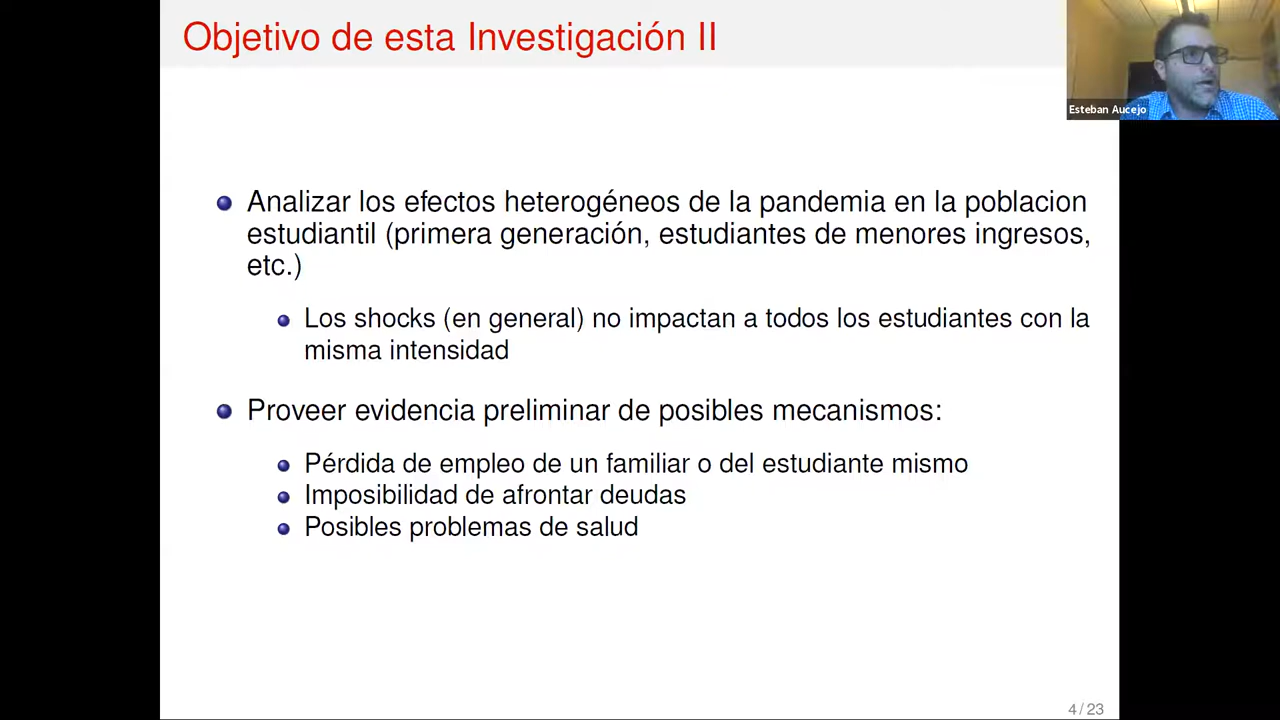 Objetivo de esta Investigación II
Esteban Aucejo
Analizar los efectos heterogéneos de la pandemia en la poblacion
estudiantil (primera generación, estudiantes de menores ingresos,
etc.)
Los shocks (en general) no impactan a todos los estudiantes con la
misma intensidad
Proveer evidencia preliminar de posibles mecanismos:
Pérdida de empleo de un familiar o del estudiante mismo
Imposibilidad de afrontar deudas
Posibles problemas de salud
4 / 23